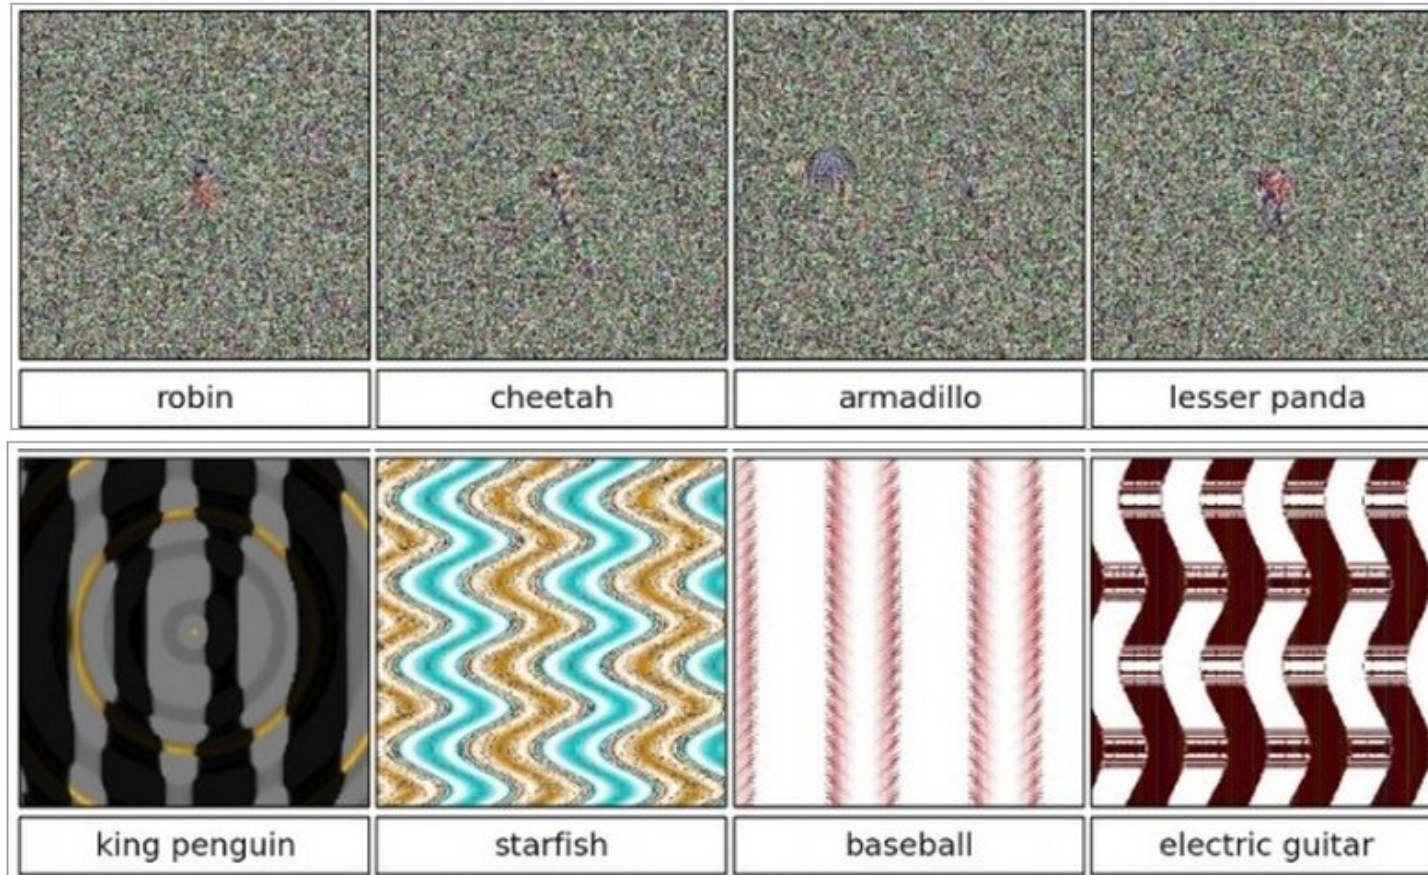 robin
cheetah
armadillo
lesser panda
king penguin
starfish
baseball
electric guitar